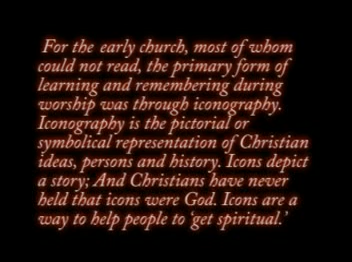 For the early church, most of whom
could not read, the primary form of
learning and remembering during
worship was through iconography.
Iconography is the pictorial or
symbolical representation of Christian
ideas, persons and history. Icons depict
a story; And Christians have never
held that icons were God. Icons are a
way to help people to ‘get spiritual.’